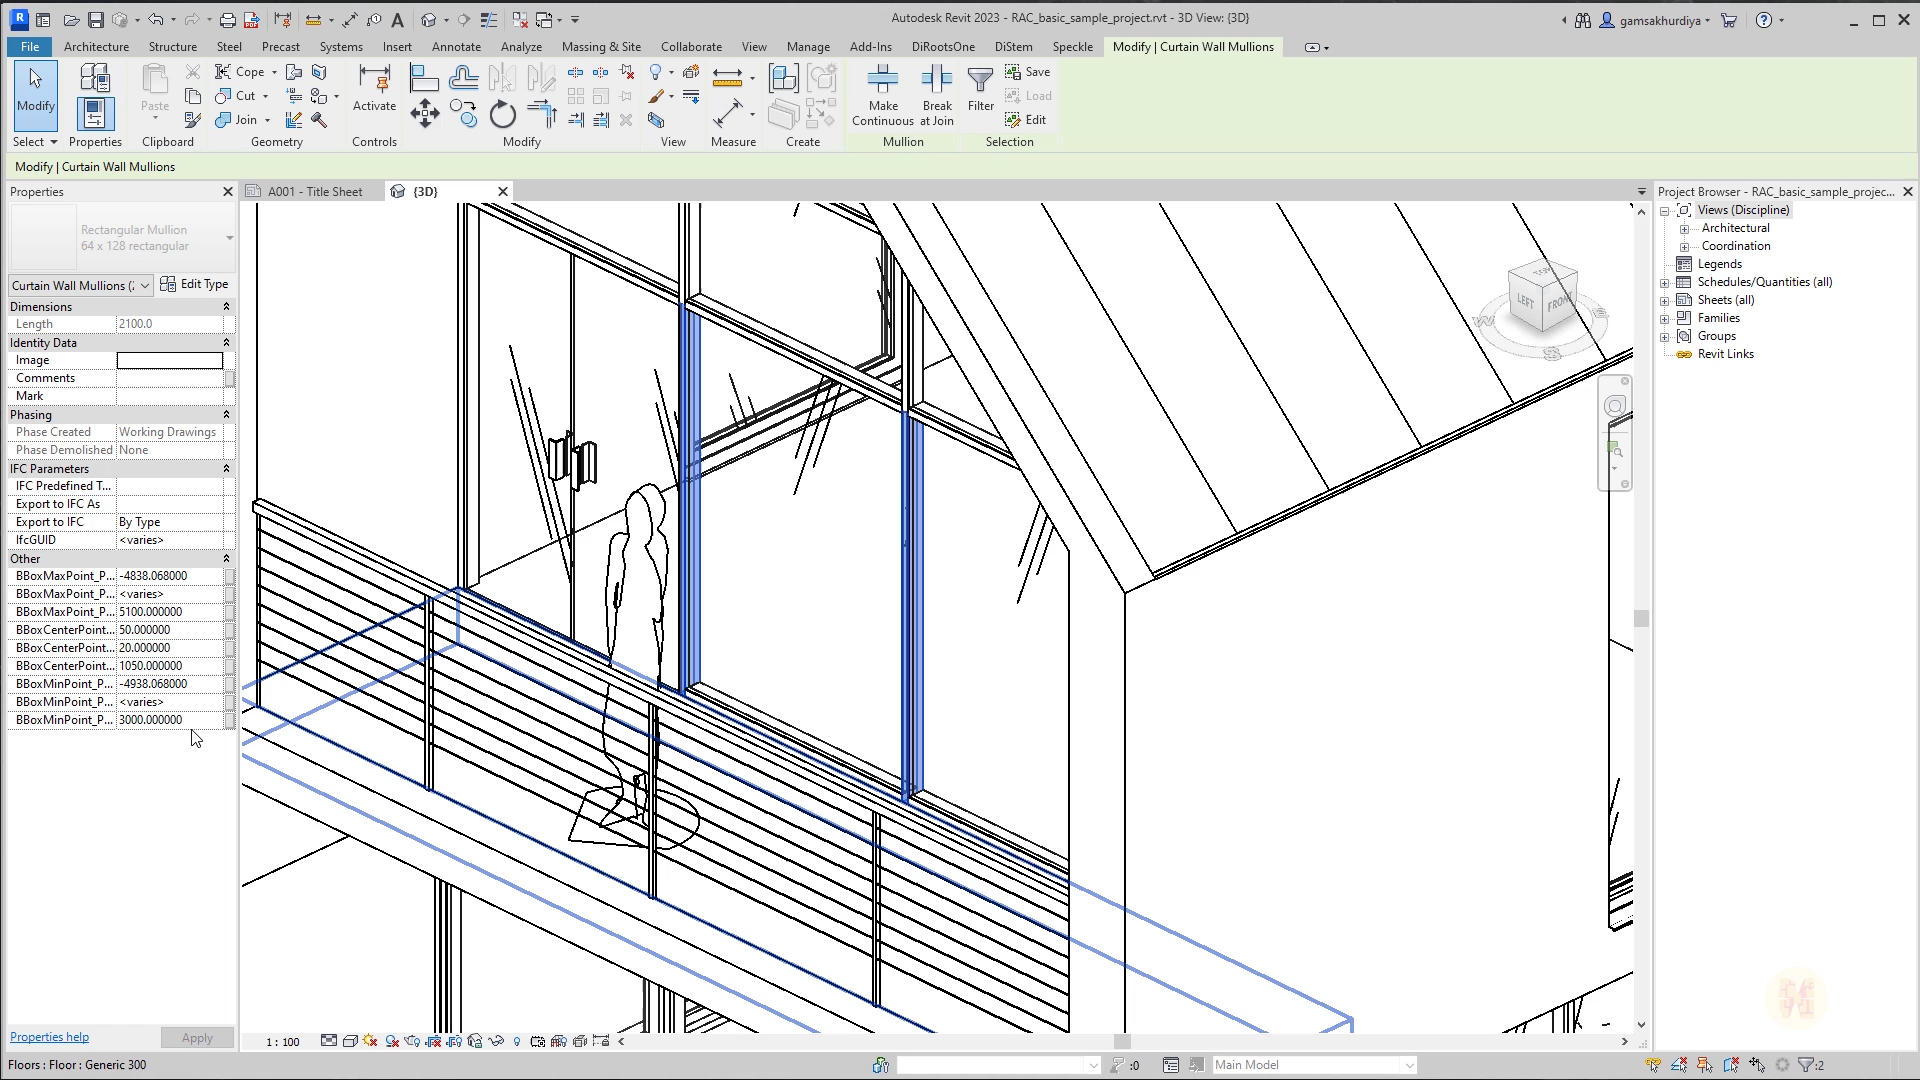 Autodesk Revit 2023 - RAC_basic_sample_project.rvt - 3D View: {3D}
gamsakhurdiya
File
Architecture
Structure
Steel
Precast
Systems
Insert
Annotate
Analyze
Massing & Site
Collaborate
View
Manage
Add-Ins
DiRootsOne
DiStem
Speckle
Modify | Curtain Wall Mullions
Modify
Paste
Cope
Cut
Join
Activate
Make
Continuous
Break
at Join
Filter
Save
Load
Edit
Select
Properties
Clipboard
Geometry
Controls
Modify
View
Measure
Create
Mullion
Selection
Modify | Curtain Wall Mullions
Properties
Rectangular Mullion
64 x 128 rectangular
Curtain Wall Mullions (
Edit Type
Dimensions
Length 2100.0
Identity Data
Image
Comments
Mark
Phasing
Phase Created Working Drawings
Phase Demolished None
IFC Parameters
IFC Predefined T...
Export to IFC As
Export to IFC By Type
IfcGUID <varies>
Other
BBoxMaxPoint_P... -4838.068000
BBoxMaxPoint_P... <varies>
BBoxMaxPoint_P... 5100.000000
BBoxCenterPoint... 50.000000
BBoxCenterPoint... 20.000000
BBoxCenterPoint... 1050.000000
BBoxMinPoint_P... -4938.068000
BBoxMinPoint_P... <varies>
BBoxMinPoint_P... 3000.000000
Properties help
Apply
A001 - Title Sheet
{3D}
TOP
LEFT
FRONT
W
S
1 : 100
Project Browser - RAC_basic_sample_projec...
Views (Discipline)
Architectural
Coordination
Legends
Schedules/Quantities (all)
Sheets (all)
Families
Groups
Revit Links
Floors : Floor : Generic 300
:0
Main Model
:2